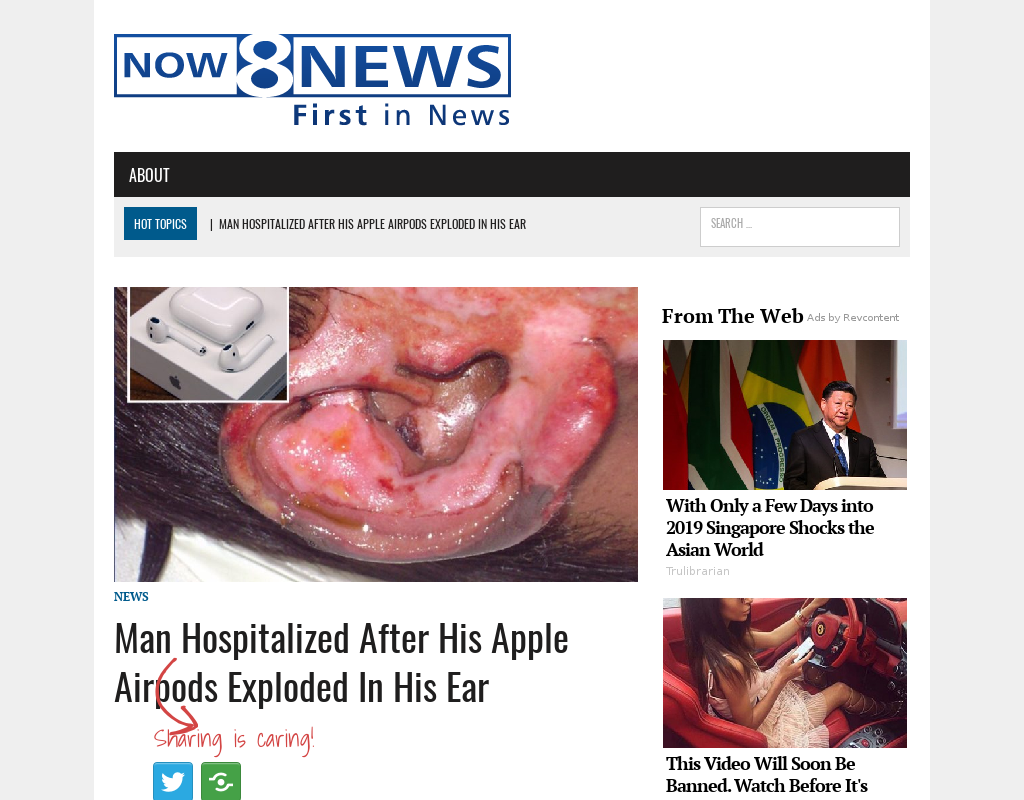 NOW 8 NEWS
First in News
ABOUT
HOT TOPICS
| MAN HOSPITALIZED AFTER HIS APPLE AIRPODS EXPLODED IN HIS EAR
SEARCH ...
From The Web Ads by Revcontent
With Only a Few Days into
2019 Singapore Shocks the
Asian World
Trulibrarian
NEWS
Man Hospitalized After His Apple
Airpods Exploded In His Ear
Sharing is caring!
This Video Will Soon Be
Banned. Watch Before It's